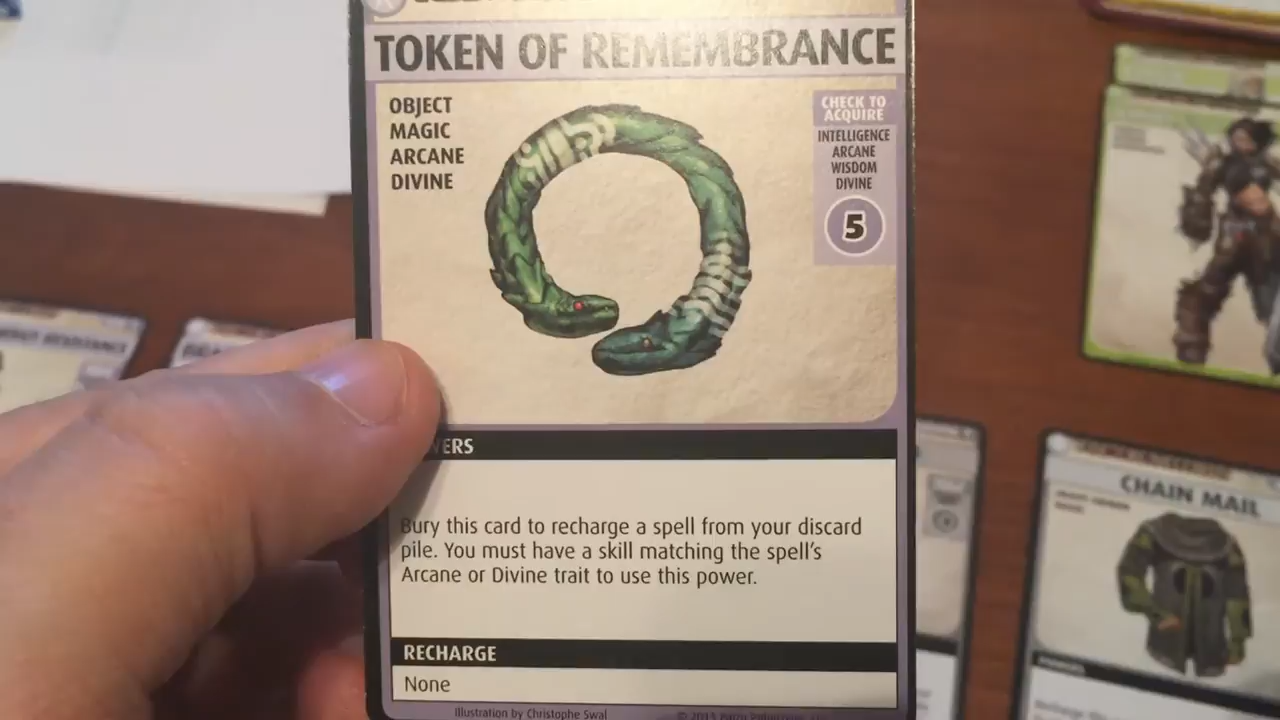 TOKEN OF REMEMBRANCE
OBJECT
MAGIC
ARCANE
DIVINE
CHECK TO
ACQUIRE
INTELLIGENCE
ARCANE
WISDOM
DIVINE
5
WERS
Bury this card to recharge a spell from your discard
pile. You must have a skill matching the spell's
Arcane or Divine trait to use this power.
RECHARGE
None
Illustration by Christophe Swal
© 2013 Paizo
CHAIN MAIL